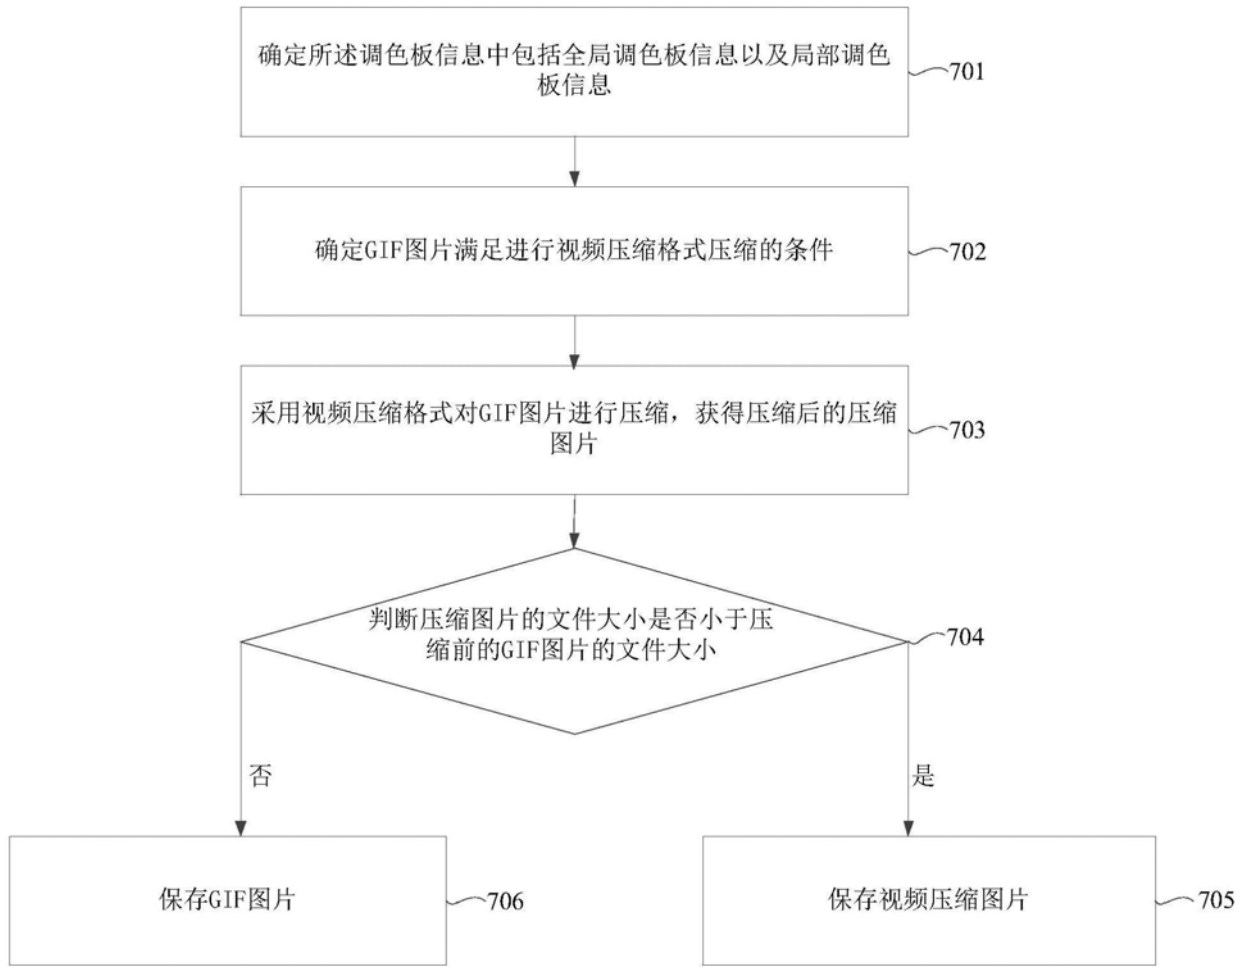 确定所述调色板信息中包括全局调色板信息以及局部调色
板信息
701
确定GIF图片满足进行视频压缩格式压缩的条件
702
采用视频压缩格式对GIF图片进行压缩，获得压缩后的压缩
图片
703
判断压缩图片的文件大小是否小于压
缩前的GIF图片的文件大小
704
否
是
保存GIF图片
706
保存视频压缩图片
705